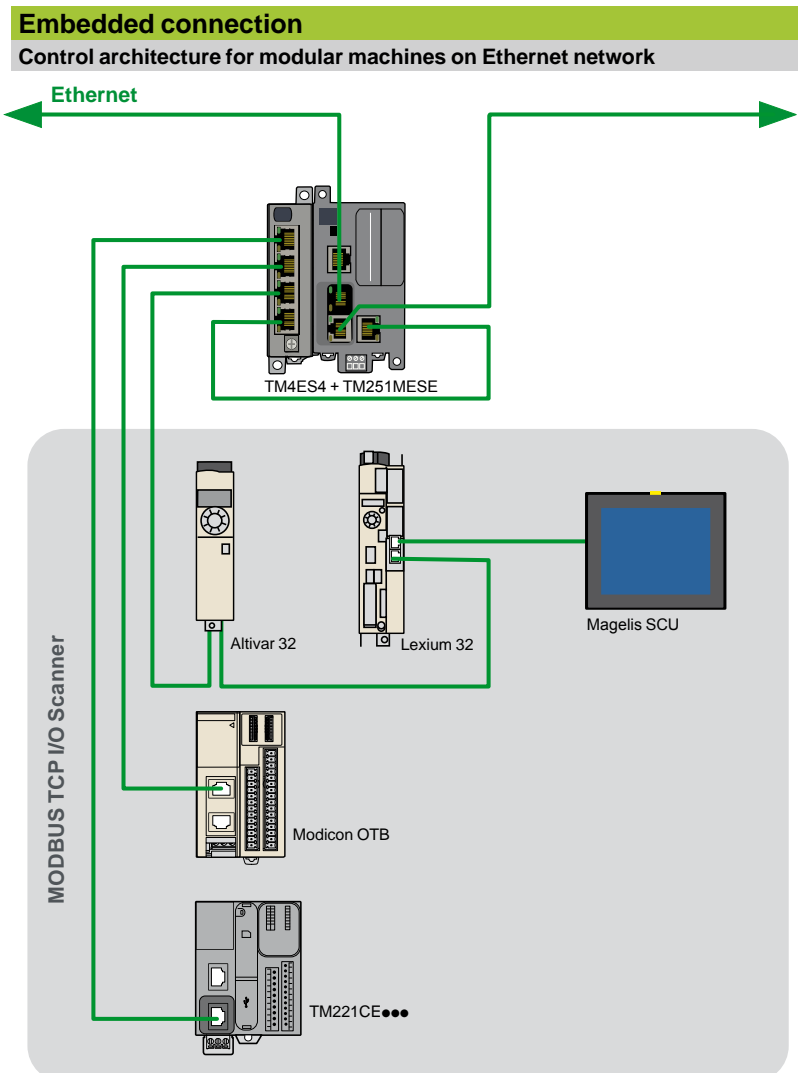 Embedded connection
Control architecture for modular machines on Ethernet network
Ethernet
TM4ES4 + TM251MESE
Altivar 32
Lexium 32
Magelis SCU
MODBUS TCP I/O Scanner
Modicon OTB
TM221CE●●●